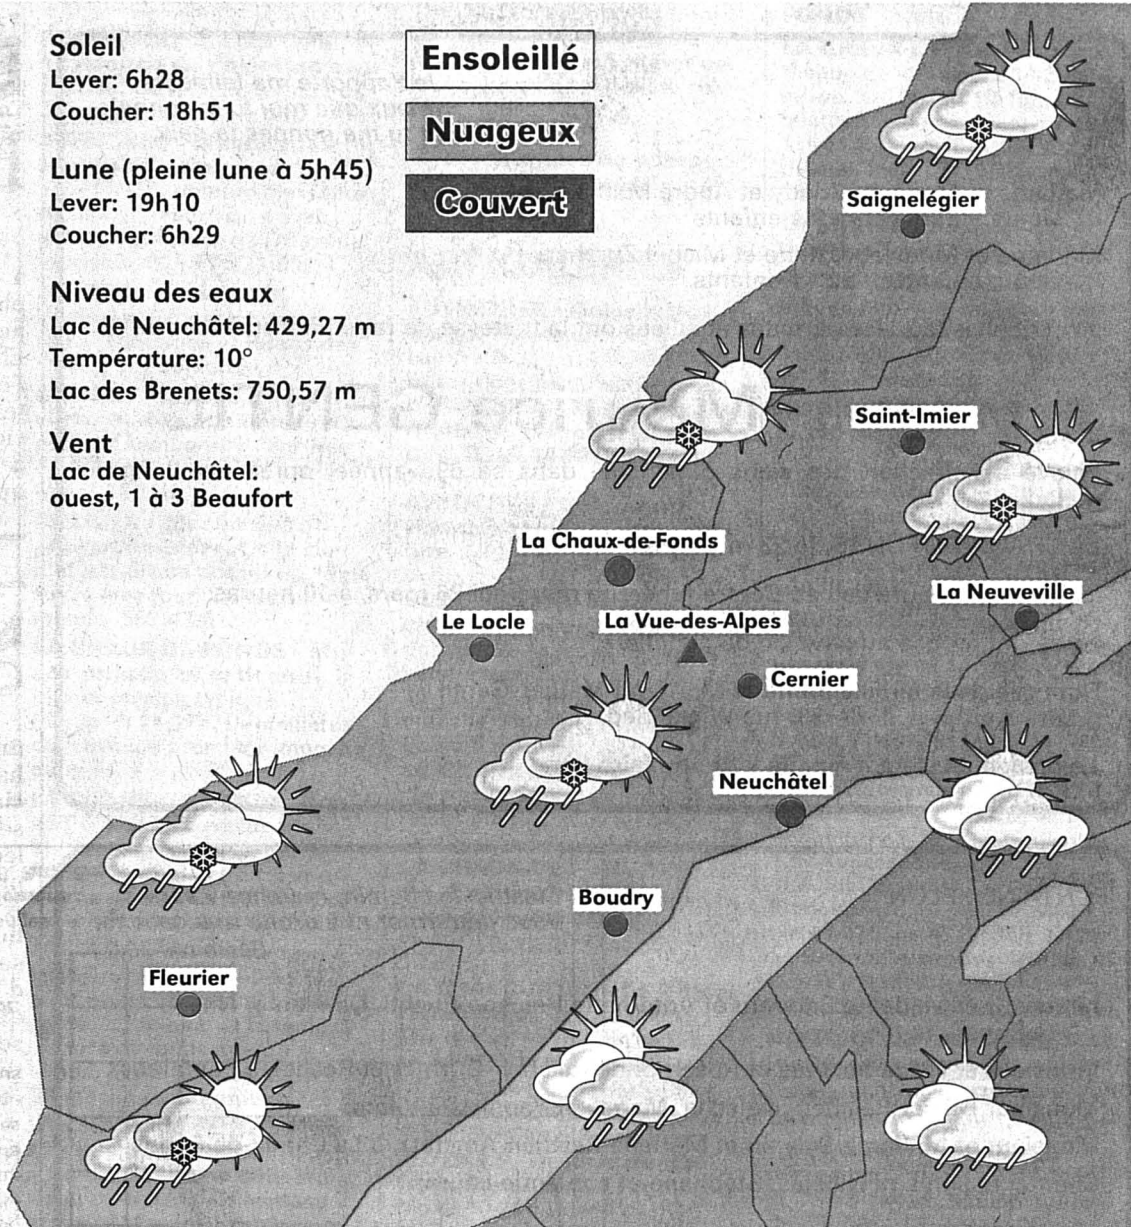 Soleil
Lever: 6h28
Coucher: 18h51
Lune (pleine lune à 5h45)
Lever: 19h10
Coucher: 6h29
Niveau des eaux
Lac de Neuchâtel: 429,27 m
Température: 10°
Lac des Brenets: 750,57 m
Vent
Lac de Neuchâtel:
ouest, 1 à 3 Beaufort
Ensoleillé
Nuageux
Couvert
Saignelégier
Saint-Imier
La Chaux-de-Fonds
La Neuveville
Le Locle
La Vue-des-Alpes
Cernier
Neuchâtel
Boudry
Fleurier